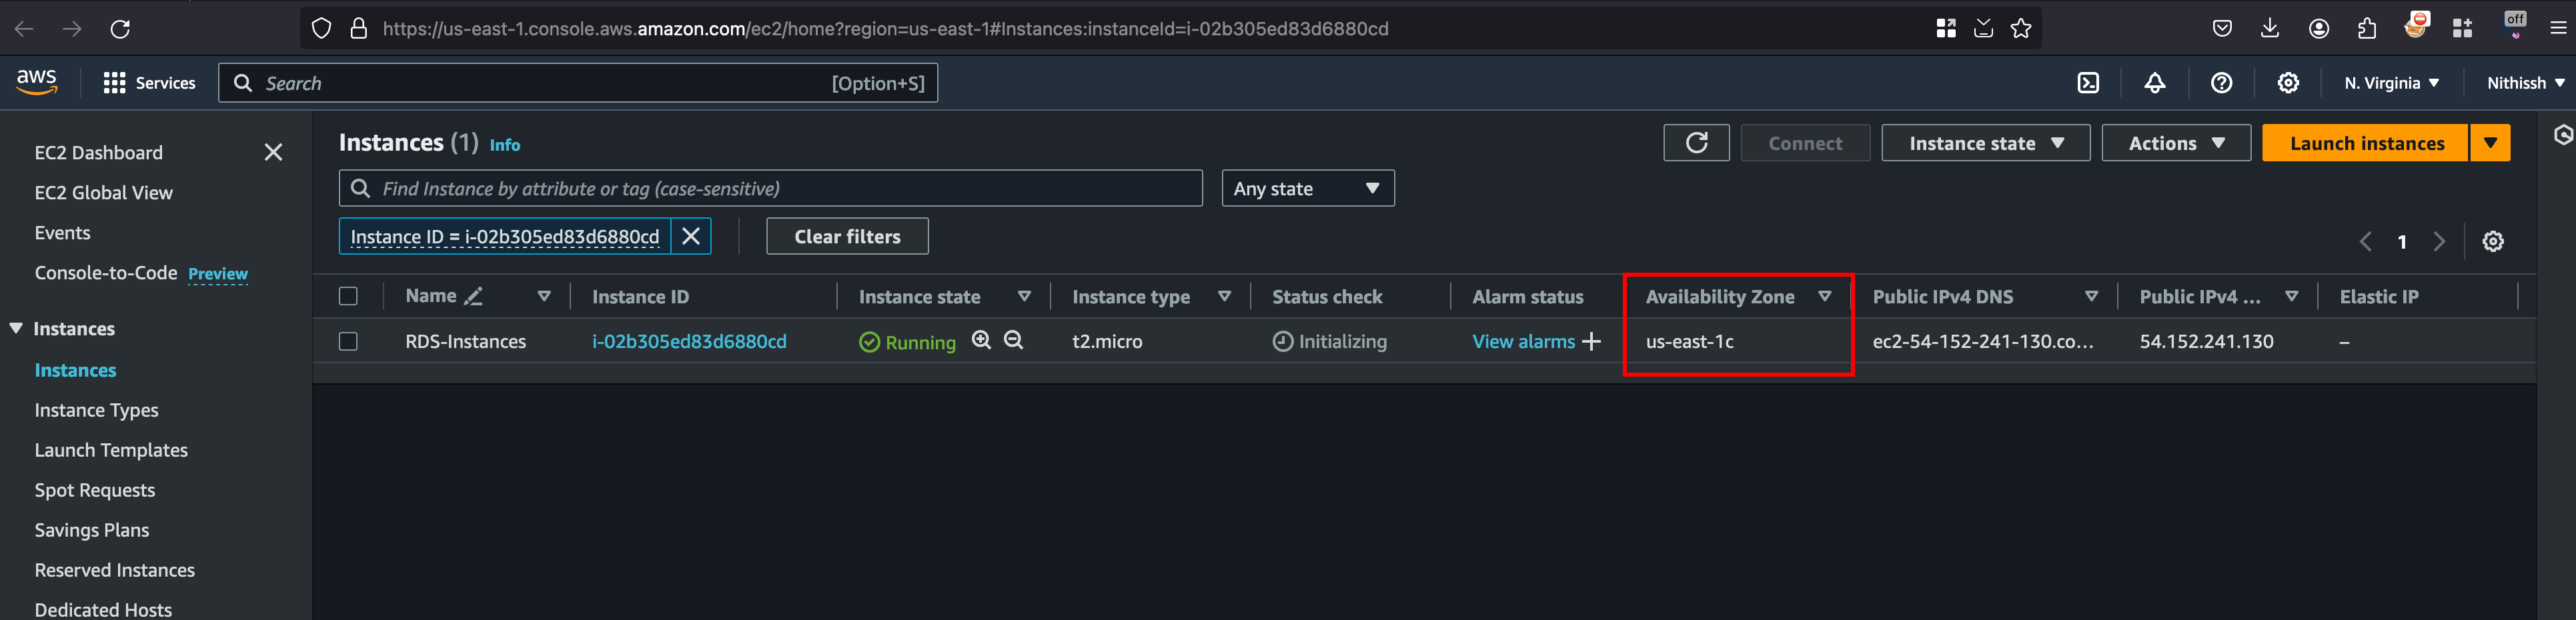 https://us-east-1.console.aws.amazon.com/ec2/home?region=us-east-1#Instances:instanceId=i-02b305ed83d6880cd
off
aws
Services
Search
[Option+S]
N. Virginia
Nithissh
EC2 Dashboard
EC2 Global View
Events
Console-to-Code Preview
Instances
Instances
Instance Types
Launch Templates
Spot Requests
Savings Plans
Reserved Instances
Dedicated Hosts
Instances (1) Info
Connect
Instance state
Actions
Launch instances
Find Instance by attribute or tag (case-sensitive)
Any state
Instance ID = i-02b305ed83d6880cd
Clear filters
1
Name Instance ID Instance state Instance type Status check Alarm status Availability Zone Public IPv4 DNS Public IPv4 ... Elastic IP
RDS-Instances i-02b305ed83d6880cd Running t2.micro Initializing View alarms + us-east-1c ec2-54-152-241-130.co... 54.152.241.130 –